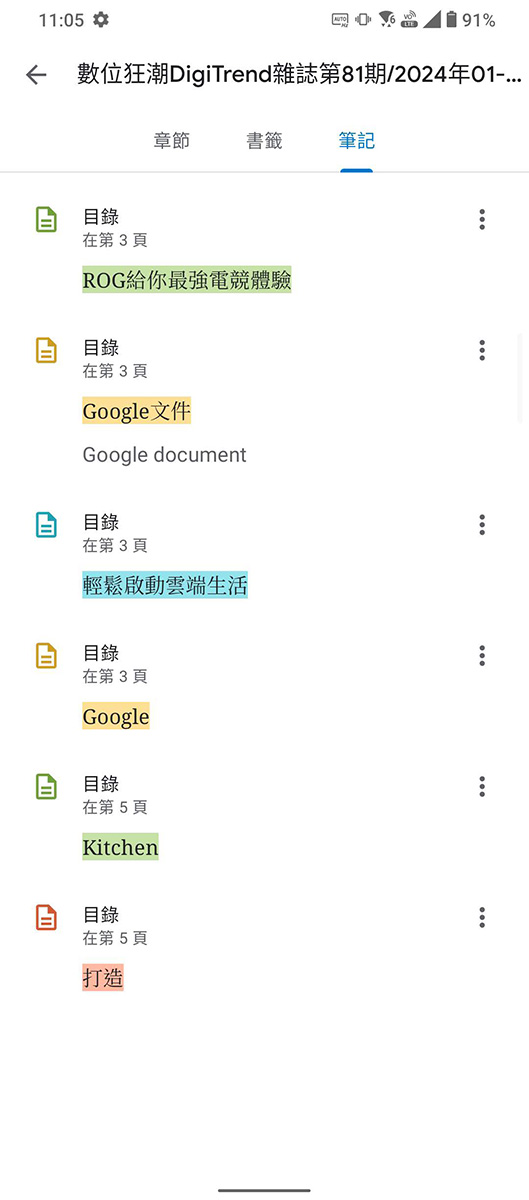 11:05 91%
數位狂潮DigiTrend雜誌第81期/2024年01-...
章節 書籤 筆記
目錄
在第 3 頁
ROG給你最強電競體驗
目錄
在第 3 頁
Google文件
Google document
目錄
在第 3 頁
輕鬆啟動雲端生活
目錄
在第 3 頁
Google
目錄
在第 5 頁
Kitchen
目錄
在第 5 頁
打造